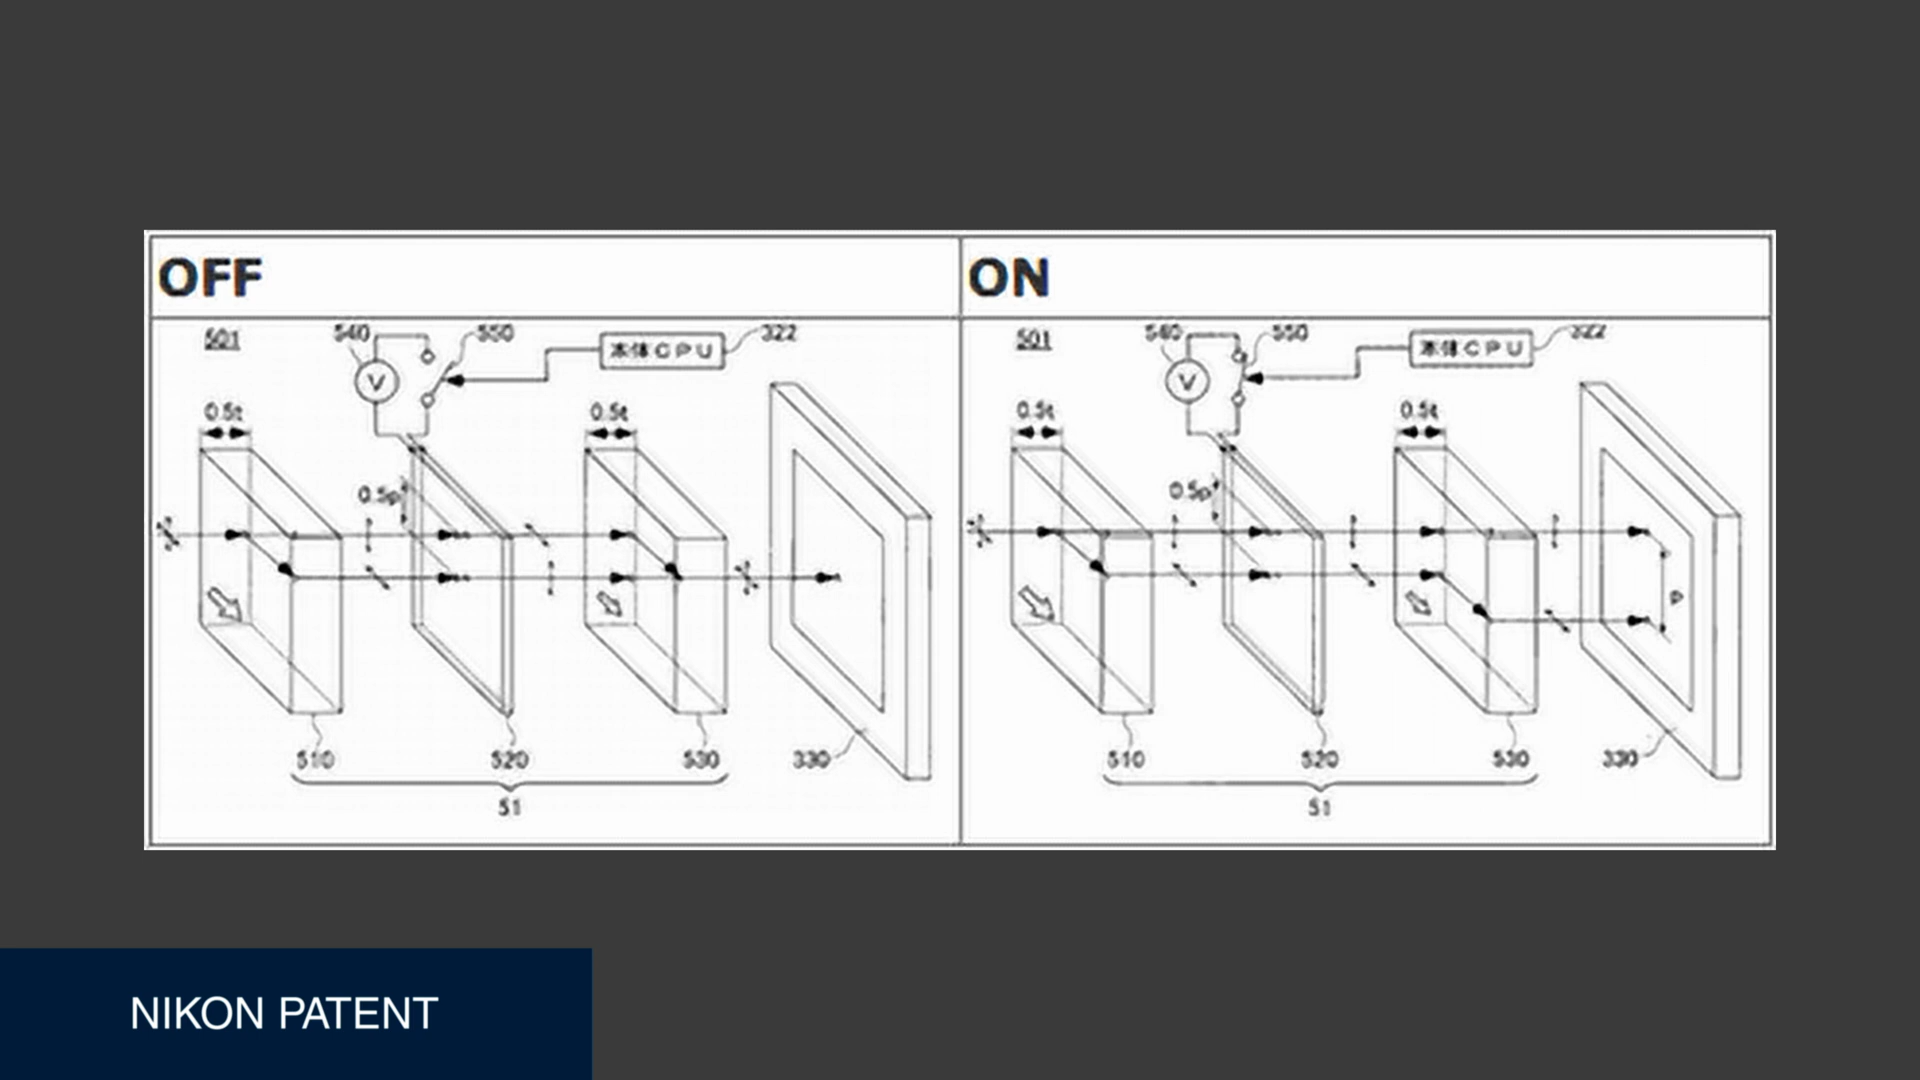 OFF
ON
501
540
550
本体CPU
322
V
0.5t
0.5t
0.5p
510
520
530
330
51
501
540
550
本体CPU
322
V
0.5t
0.5t
0.5p
510
520
530
330
51
NIKON PATENT